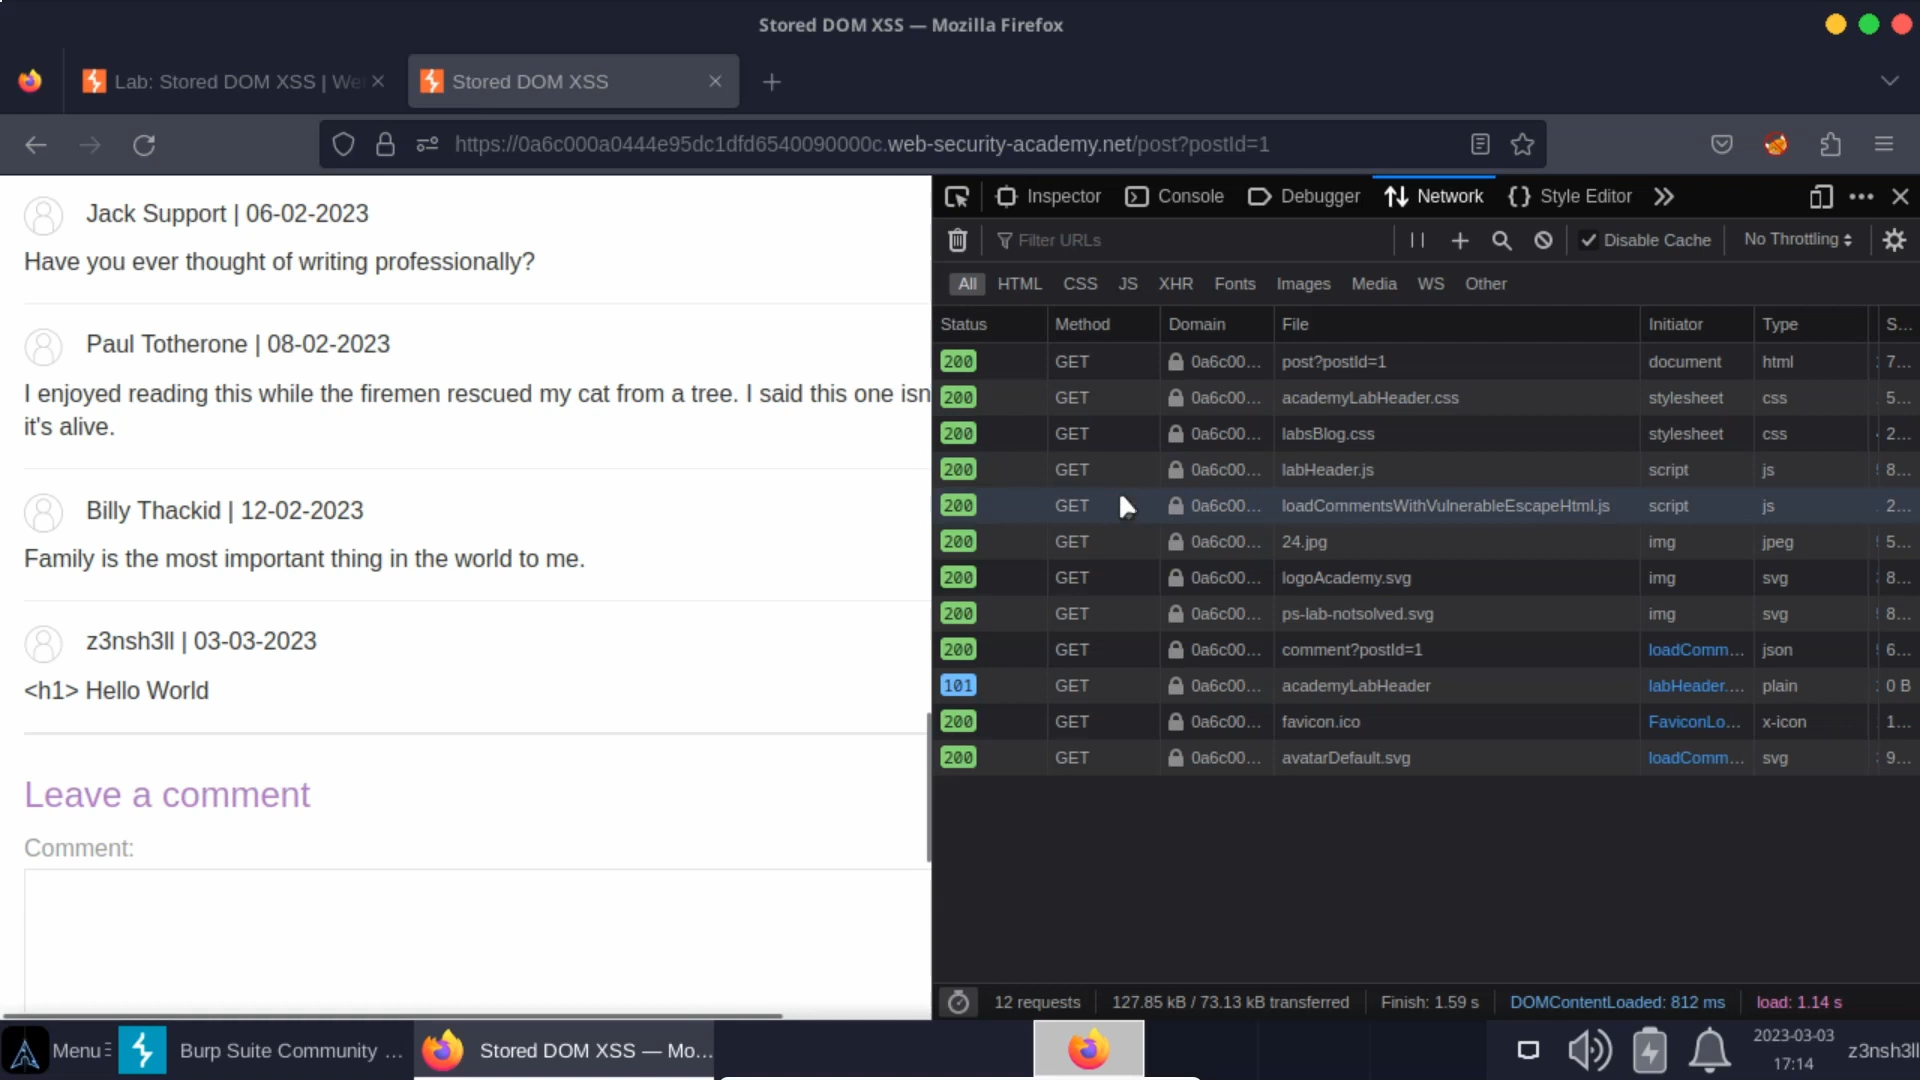 Stored DOM XSS — Mozilla Firefox
Lab: Stored DOM XSS | We
Stored DOM XSS
https://0a6c000a0444e95dc1dfd6540090000c.web-security-academy.net/post?postId=1
Jack Support | 06-02-2023
Have you ever thought of writing professionally?
Paul Totherone | 08-02-2023
I enjoyed reading this while the firemen rescued my cat from a tree. I said this one isn
it's alive.
Billy Thackid | 12-02-2023
Family is the most important thing in the world to me.
z3nsh3ll | 03-03-2023
<h1> Hello World
Leave a comment
Comment:
Inspector Console Debugger Network Style Editor
Filter URLs Disable Cache No Throttling
All HTML CSS JS XHR Fonts Images Media WS Other
Status Method Domain File Initiator Type S...
200 GET 0a6c00... post?postId=1 document html 7...
200 GET 0a6c00... academyLabHeader.css stylesheet css 5...
200 GET 0a6c00... labsBlog.css stylesheet css 2...
200 GET 0a6c00... labHeader.js script js 8...
200 GET 0a6c00... loadCommentsWithVulnerableEscapeHtml.js script js 2...
200 GET 0a6c00... 24.jpg img jpeg 5...
200 GET 0a6c00... logoAcademy.svg img svg 8...
200 GET 0a6c00... ps-lab-notsolved.svg img svg 8...
200 GET 0a6c00... comment?postId=1 loadComm... json 6...
101 GET 0a6c00... academyLabHeader labHeader.... plain 0 B
200 GET 0a6c00... favicon.ico FaviconLo... x-icon 1...
200 GET 0a6c00... avatarDefault.svg loadComm... svg 9...
12 requests 127.85 kB / 73.13 kB transferred Finish: 1.59 s DOMContentLoaded: 812 ms load: 1.14 s
Menu Burp Suite Community ... Stored DOM XSS — Mo... 2023-03-03 z3nsh3ll
17:14